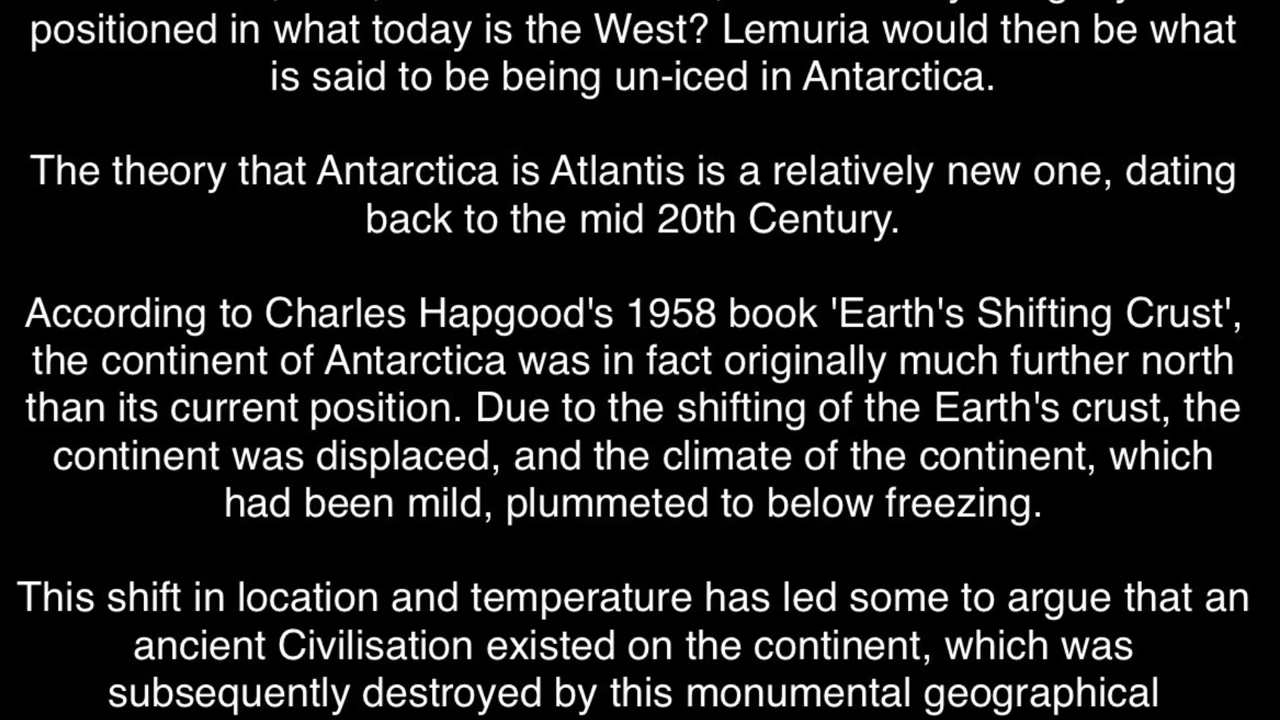 positioned in what today is the West? Lemuria would then be what
is said to be being un-iced in Antarctica.
The theory that Antarctica is Atlantis is a relatively new one, dating
back to the mid 20th Century.
According to Charles Hapgood's 1958 book 'Earth's Shifting Crust',
the continent of Antarctica was in fact originally much further north
than its current position. Due to the shifting of the Earth's crust, the
continent was displaced, and the climate of the continent, which
had been mild, plummeted to below freezing.
This shift in location and temperature has led some to argue that an
ancient Civilisation existed on the continent, which was
subsequently destroyed by this monumental geographical